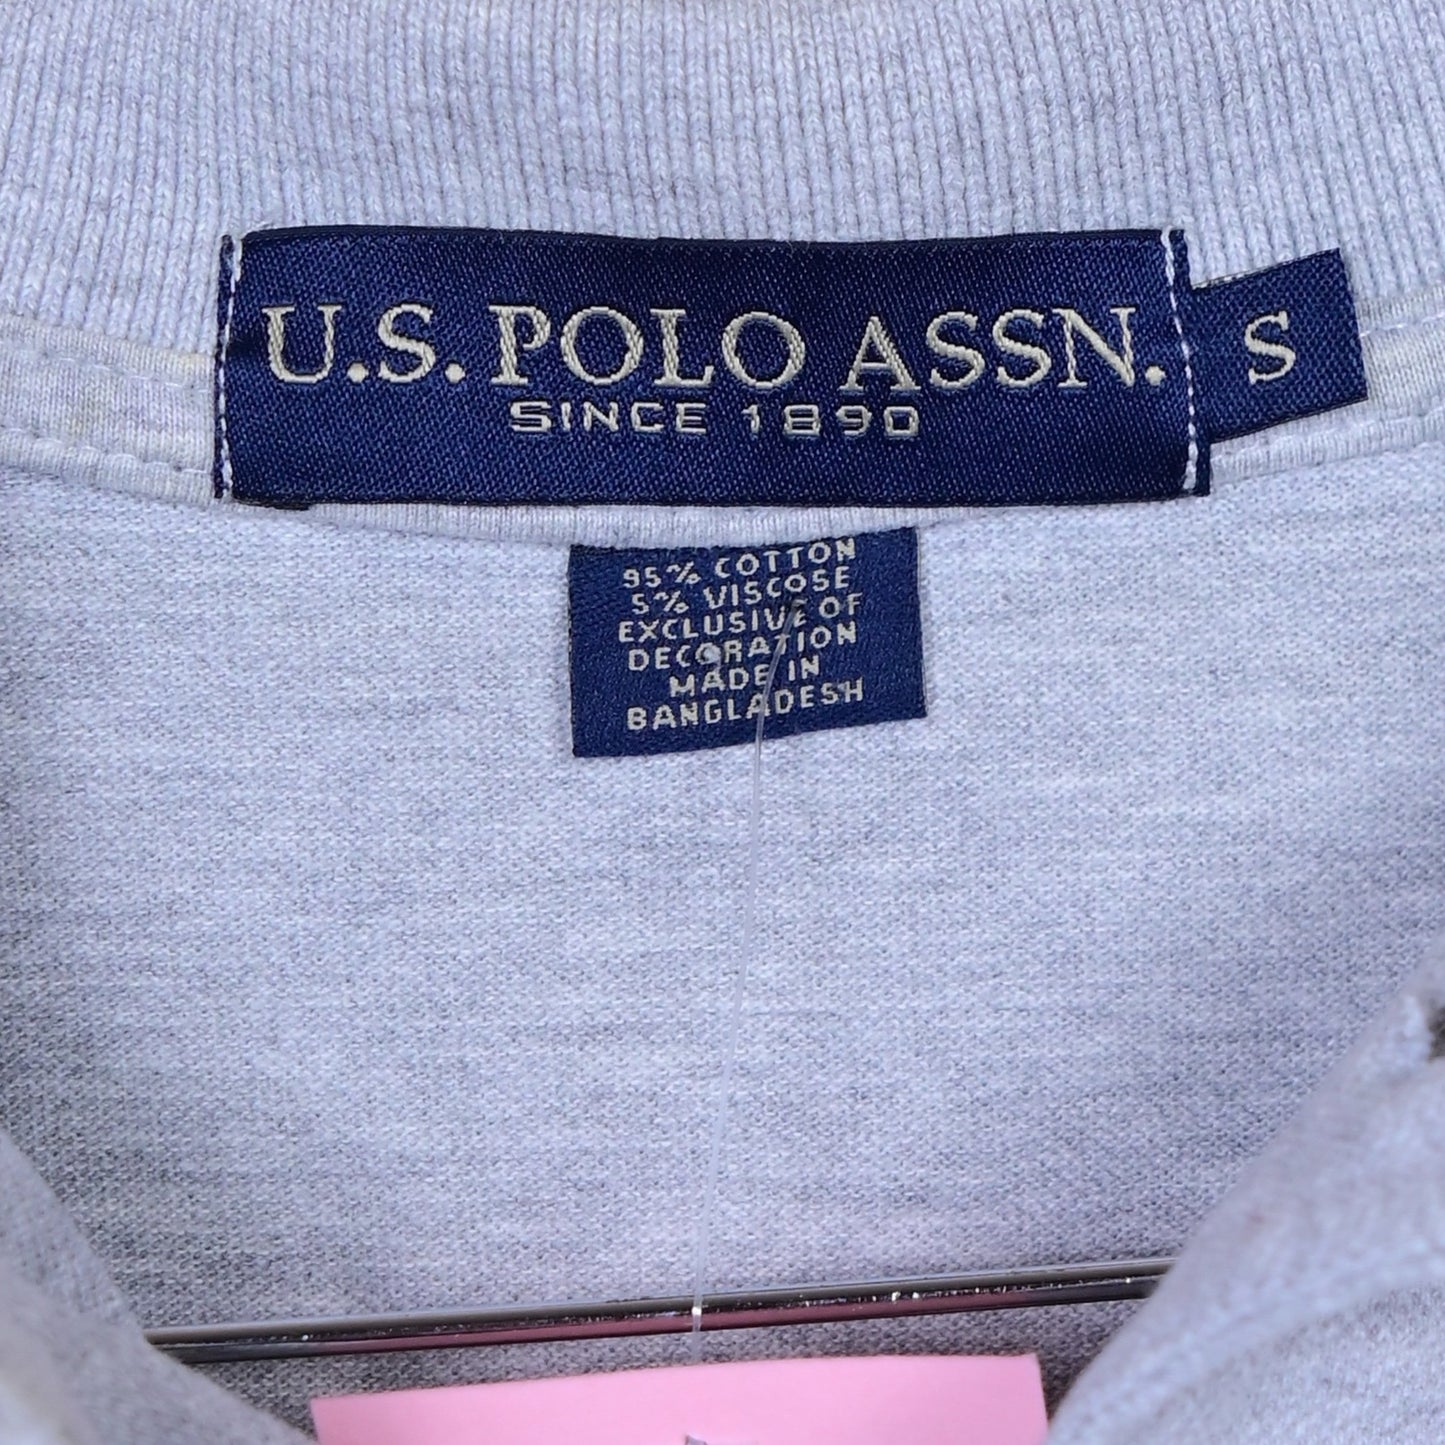 U.S. POLO ASSN.
SINCE 1890
S
95% COTTON
5% VISCOSE
EXCLUSIVE OF
DECORATION
MADE IN
BANGLADESH